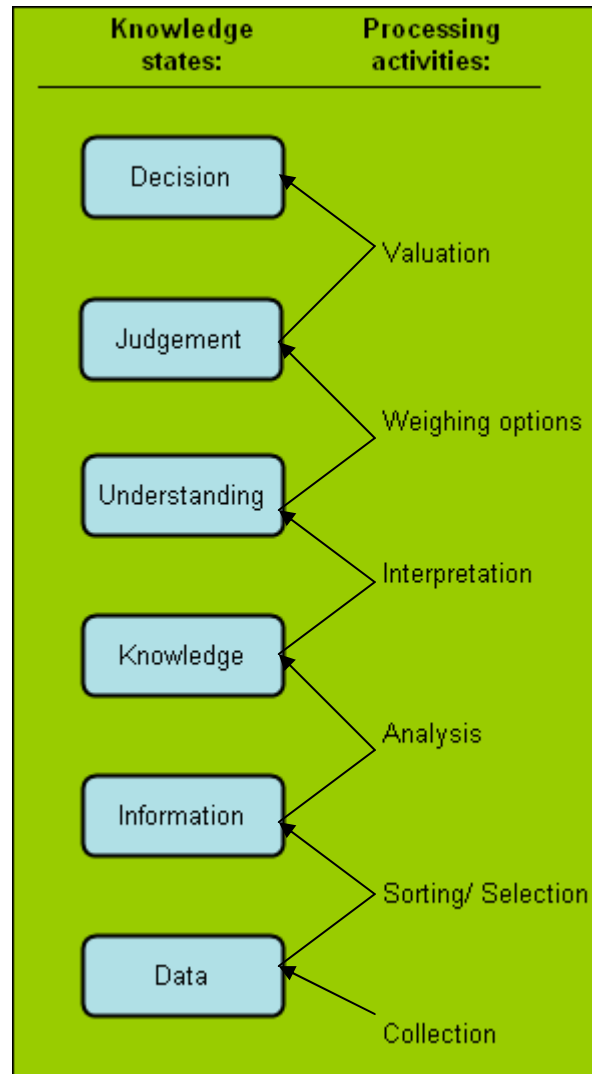 Knowledge
states:
Processing
activities:
Decision
Valuation
Judgement
Weighing options
Understanding
Interpretation
Knowledge
Analysis
Information
Sorting/ Selection
Data
Collection